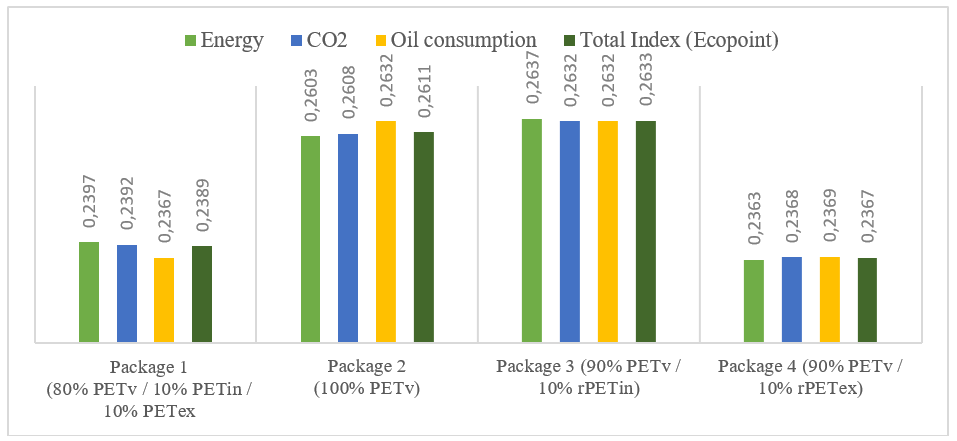 Energy CO2 Oil consumption Total Index (Ecopoint)
0,2397 0,2392 0,2367 0,2389 0,2603 0,2608 0,2632 0,2611 0,2637 0,2632 0,2632 0,2633 0,2363 0,2368 0,2369 0,2367
Package 1
(80% PETv / 10% PETin /
10% PETex
Package 2
(100% PETv)
Package 3 (90% PETv /
10% rPETin)
Package 4 (90% PETv /
10% rPETex)